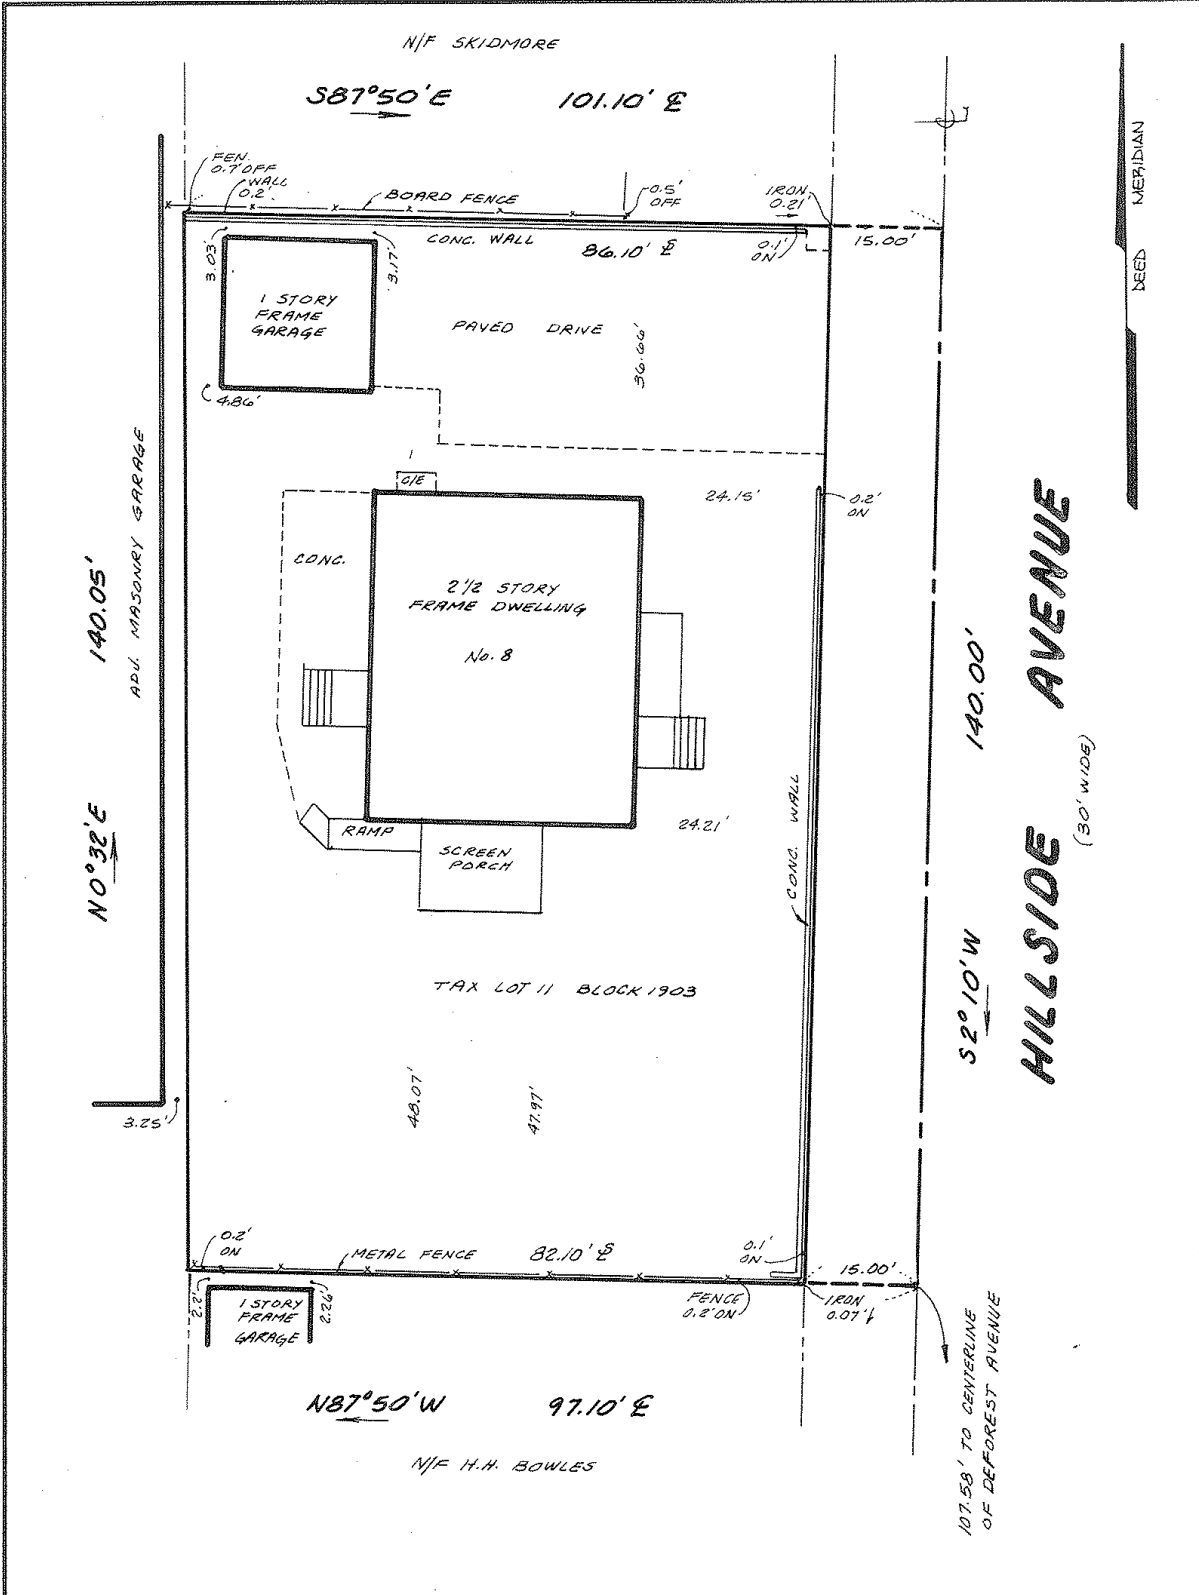 N/F SKIDMORE
S87°50'E 101.10' ℄
FEN.
0.7' OFF
WALL
0.2'
BOARD FENCE
0.5'
OFF
IRON
0.21'
CONC. WALL
86.10' ℄
0.1'
ON
15.00'
3.03'
3.17'
1 STORY
FRAME
GARAGE
PAVED DRIVE
36.66'
4.86'
DEED MERIDIAN
140.05'
ADJ. MASONRY GARAGE
N0°32'E
C/E
24.15'
0.2'
ON
CONC.
2 1/2 STORY
FRAME DWELLING
No. 8
24.21'
RAMP
SCREEN
PORCH
CONC. WALL
140.00'
S2°10'W
HILLSIDE AVENUE
(30' WIDE)
TAX LOT 11 BLOCK 1903
48.07'
47.97'
3.25'
0.2'
ON
METAL FENCE
82.10' ℄
0.1'
ON
15.00'
2.2'
1 STORY
FRAME
GARAGE
2.26'
FENCE
0.2' ON
IRON
0.07'
N87°50'W 97.10' ℄
N/F H.H. BOWLES
107.58' TO CENTERLINE
OF DEFOREST AVENUE